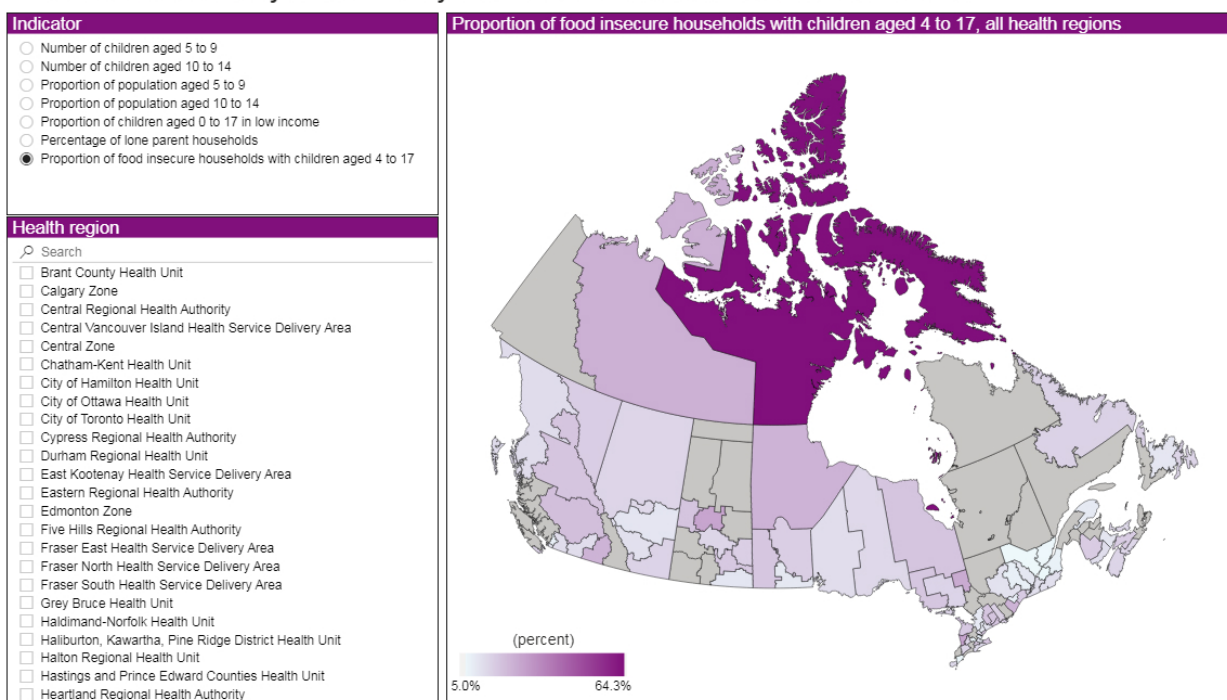 Indicator
Number of children aged 5 to 9
Number of children aged 10 to 14
Proportion of population aged 5 to 9
Proportion of population aged 10 to 14
Proportion of children aged 0 to 17 in low income
Percentage of lone parent households
Proportion of food insecure households with children aged 4 to 17
Health region
Search
Brant County Health Unit
Calgary Zone
Central Regional Health Authority
Central Vancouver Island Health Service Delivery Area
Central Zone
Chatham-Kent Health Unit
City of Hamilton Health Unit
City of Ottawa Health Unit
City of Toronto Health Unit
Cypress Regional Health Authority
Durham Regional Health Unit
East Kootenay Health Service Delivery Area
Eastern Regional Health Authority
Edmonton Zone
Five Hills Regional Health Authority
Fraser East Health Service Delivery Area
Fraser North Health Service Delivery Area
Fraser South Health Service Delivery Area
Grey Bruce Health Unit
Haldimand-Norfolk Health Unit
Haliburton, Kawartha, Pine Ridge District Health Unit
Halton Regional Health Unit
Hastings and Prince Edward Counties Health Unit
Heartland Regional Health Authority
Proportion of food insecure households with children aged 4 to 17, all health regions
(percent)
5.0% 64.3%